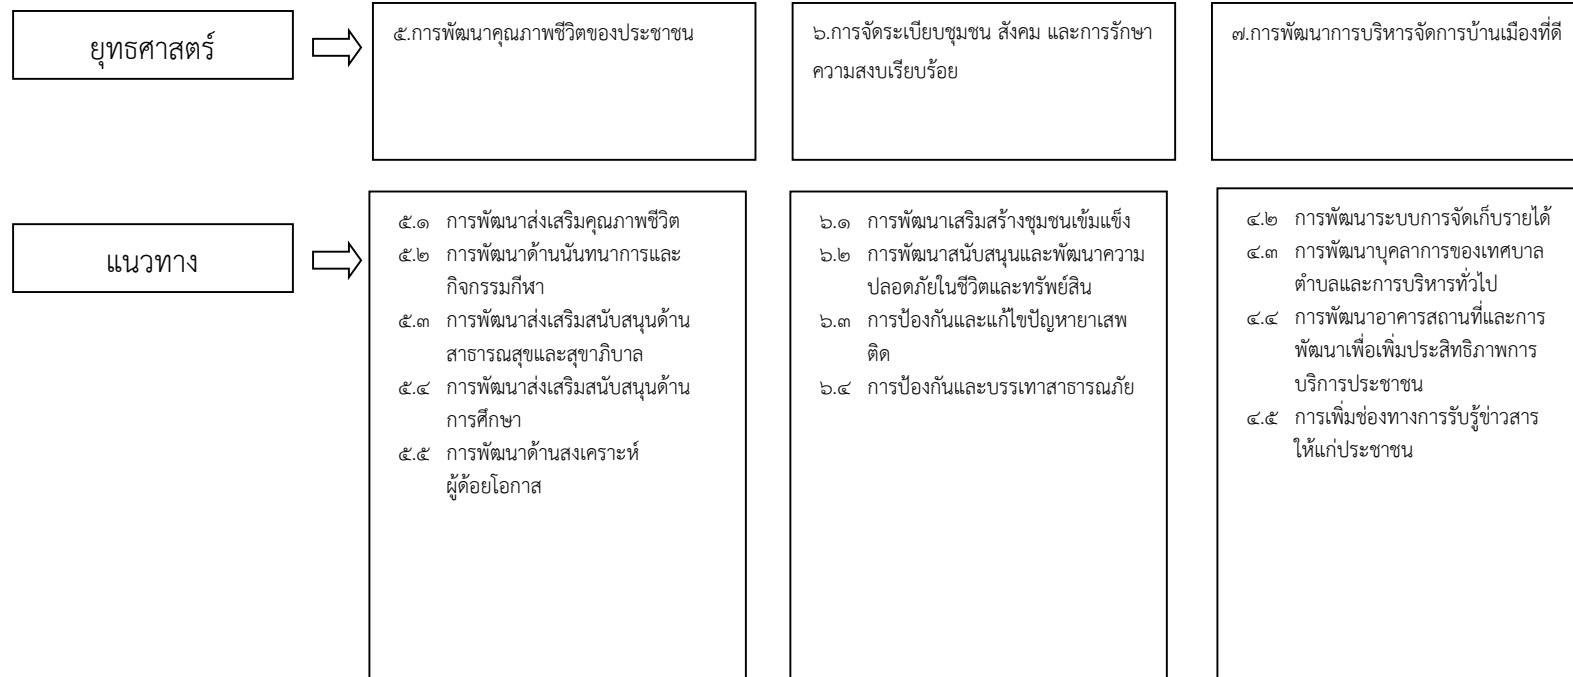 ยุทธศาสตร์
๕.การพัฒนาคุณภาพชีวิตของประชาชน
๖.การจัดระเบียบชุมชน สังคม และการรักษา
ความสงบเรียบร้อย
๗.การพัฒนาการบริหารจัดการบ้านเมืองที่ดี
แนวทาง
๕.๑ การพัฒนาส่งเสริมคุณภาพชีวิต
๕.๒ การพัฒนาด้านนันทนาการและ
กิจกรรมกีฬา
๕.๓ การพัฒนาส่งเสริมสนับสนุนด้าน
สาธารณสุขและสุขาภิบาล
๕.๔ การพัฒนาส่งเสริมสนับสนุนด้าน
การศึกษา
๕.๕ การพัฒนาด้านสงเคราะห์
ผู้ด้อยโอกาส
๖.๑ การพัฒนาเสริมสร้างชุมชนเข้มแข็ง
๖.๒ การพัฒนาสนับสนุนและพัฒนาความ
ปลอดภัยในชีวิตและทรัพย์สิน
๖.๓ การป้องกันและแก้ไขปัญหายาเสพ
ติด
๖.๔ การป้องกันและบรรเทาสาธารณภัย
๔.๒ การพัฒนาระบบการจัดเก็บรายได้
๔.๓ การพัฒนาบุคลาการของเทศบาล
ตำบลและการบริหารทั่วไป
๔.๔ การพัฒนาอาคารสถานที่และการ
พัฒนาเพื่อเพิ่มประสิทธิภาพการ
บริการประชาชน
๔.๕ การเพิ่มช่องทางการรับรู้ข่าวสาร
ให้แก่ประชาชน